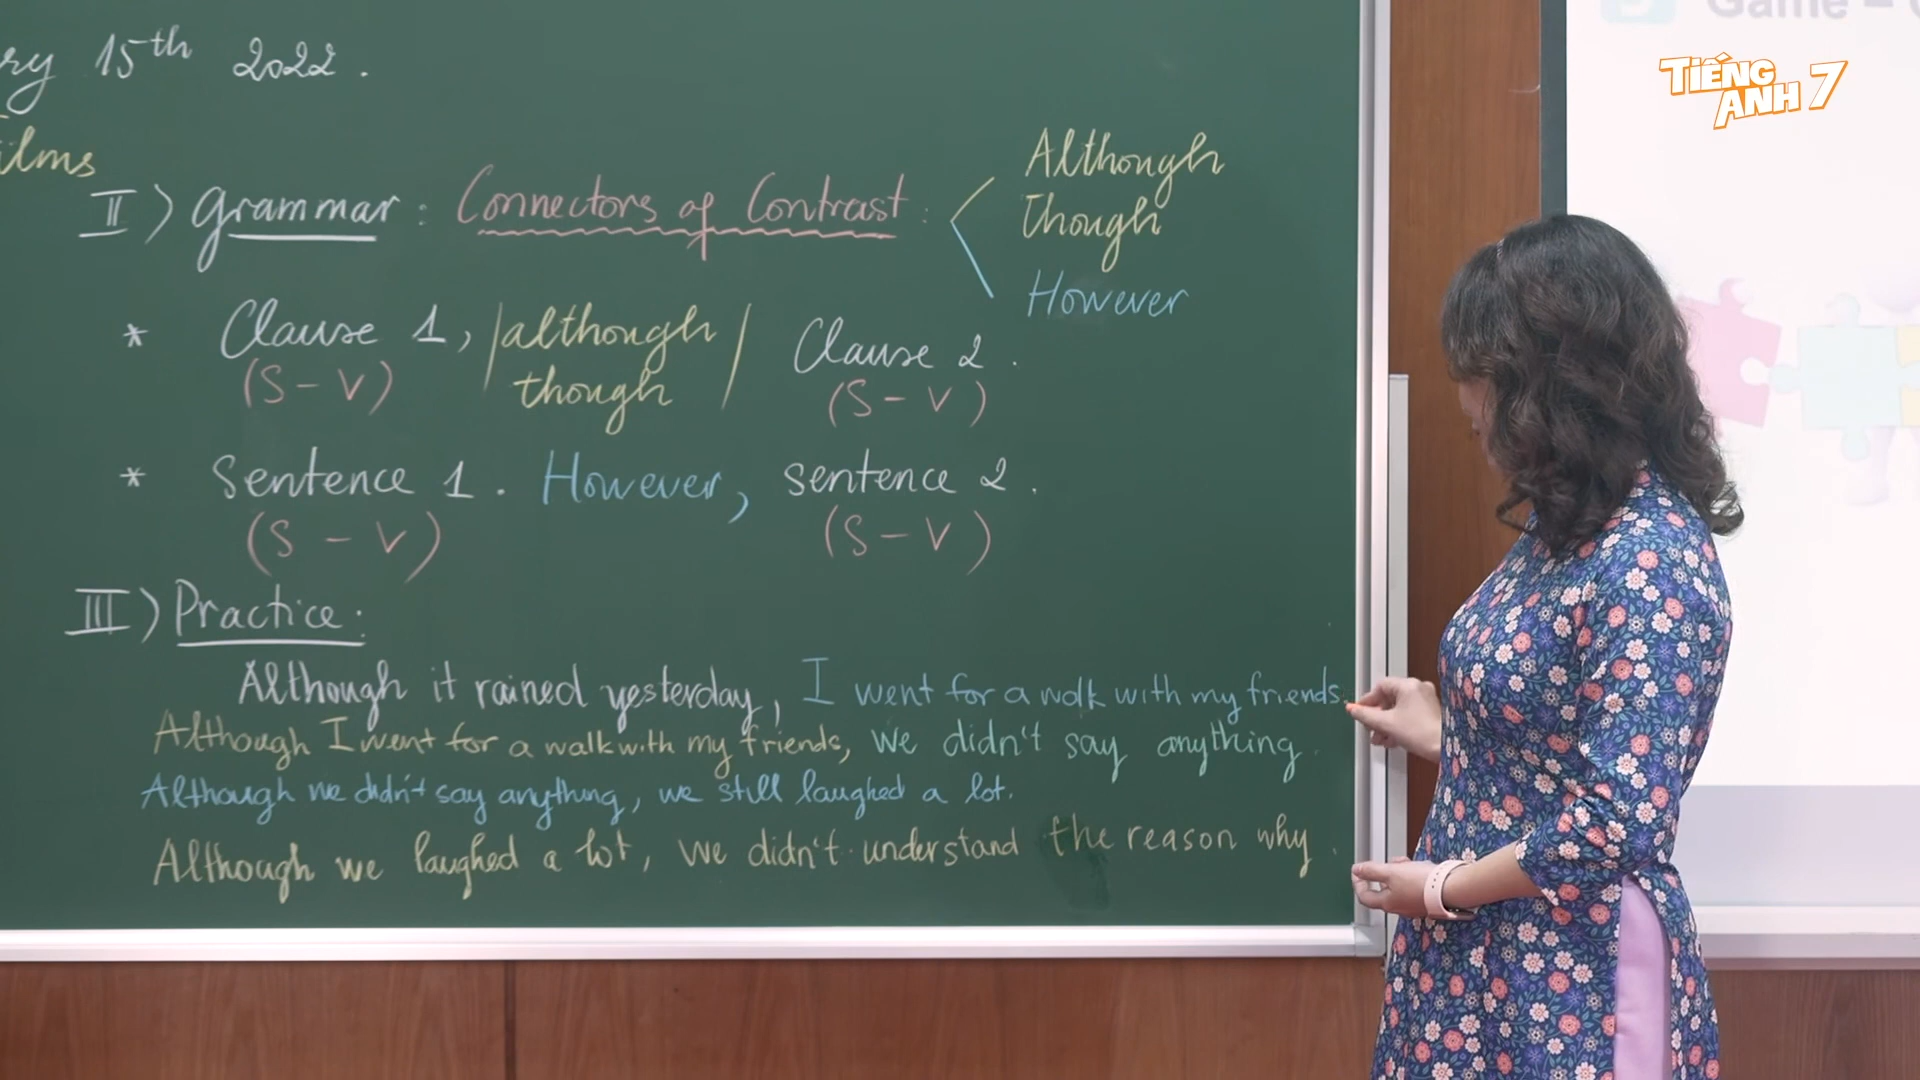 ry 15th 2022.
ilms
II) Grammar: Connectors of Contrast:
Although
Though
However
* Clause 1, /although/ Clause 2.
though
(S - V) (S - V)
* Sentence 1. However, sentence 2.
(S - V) (S - V)
III) Practice:
Although it rained yesterday, I went for a walk with my friends.
Although I went for a walk with my friends, we didn't say anything.
Although we didn't say anything, we still laughed a lot.
Although we laughed a lot, we didn't understand the reason why.
Game -
TIẾNG
ANH 7